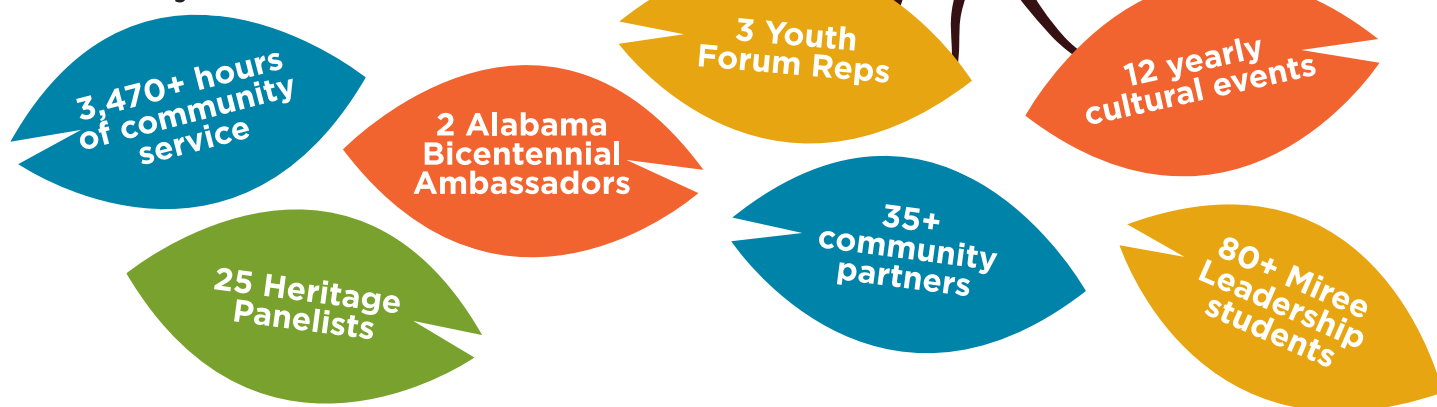 3,470+ hours
of community
service
2 Alabama
Bicentennial
Ambassadors
3 Youth
Forum Reps
12 yearly
cultural events
25 Heritage
Panelists
35+
community
partners
80+ Miree
Leadership
students